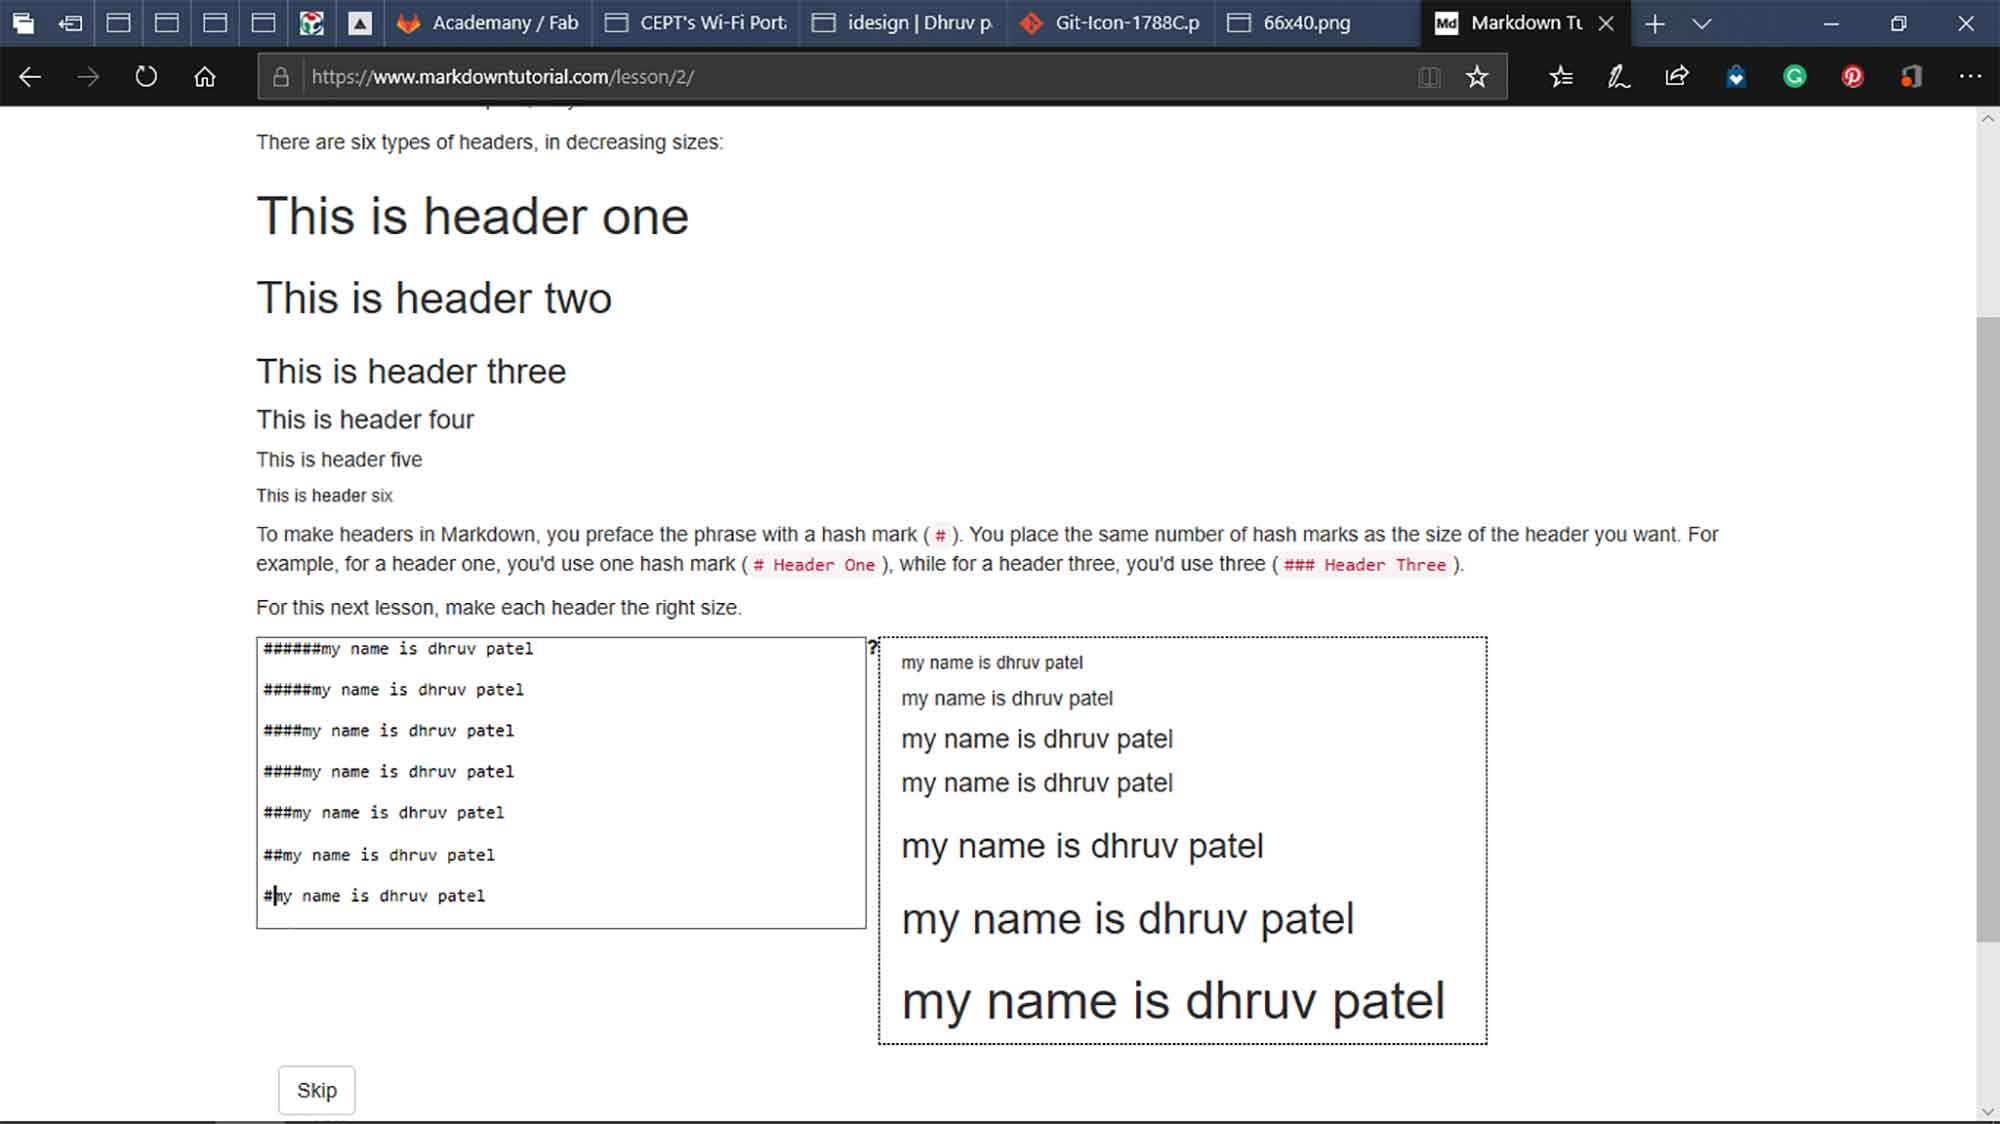 Academany / Fab
CEPT's Wi-Fi Port
idesign | Dhruv p
Git-Icon-1788C.p
66x40.png
Md
Markdown Tu
https://www.markdowntutorial.com/lesson/2/
There are six types of headers, in decreasing sizes:
This is header one
This is header two
This is header three
This is header four
This is header five
This is header six
To make headers in Markdown, you preface the phrase with a hash mark ( # ). You place the same number of hash marks as the size of the header you want. For
example, for a header one, you'd use one hash mark ( # Header One ), while for a header three, you'd use three ( ### Header Three ).
For this next lesson, make each header the right size.
######my name is dhruv patel
#####my name is dhruv patel
####my name is dhruv patel
####my name is dhruv patel
###my name is dhruv patel
##my name is dhruv patel
#my name is dhruv patel
?
my name is dhruv patel
my name is dhruv patel
my name is dhruv patel
my name is dhruv patel
my name is dhruv patel
my name is dhruv patel
my name is dhruv patel
Skip